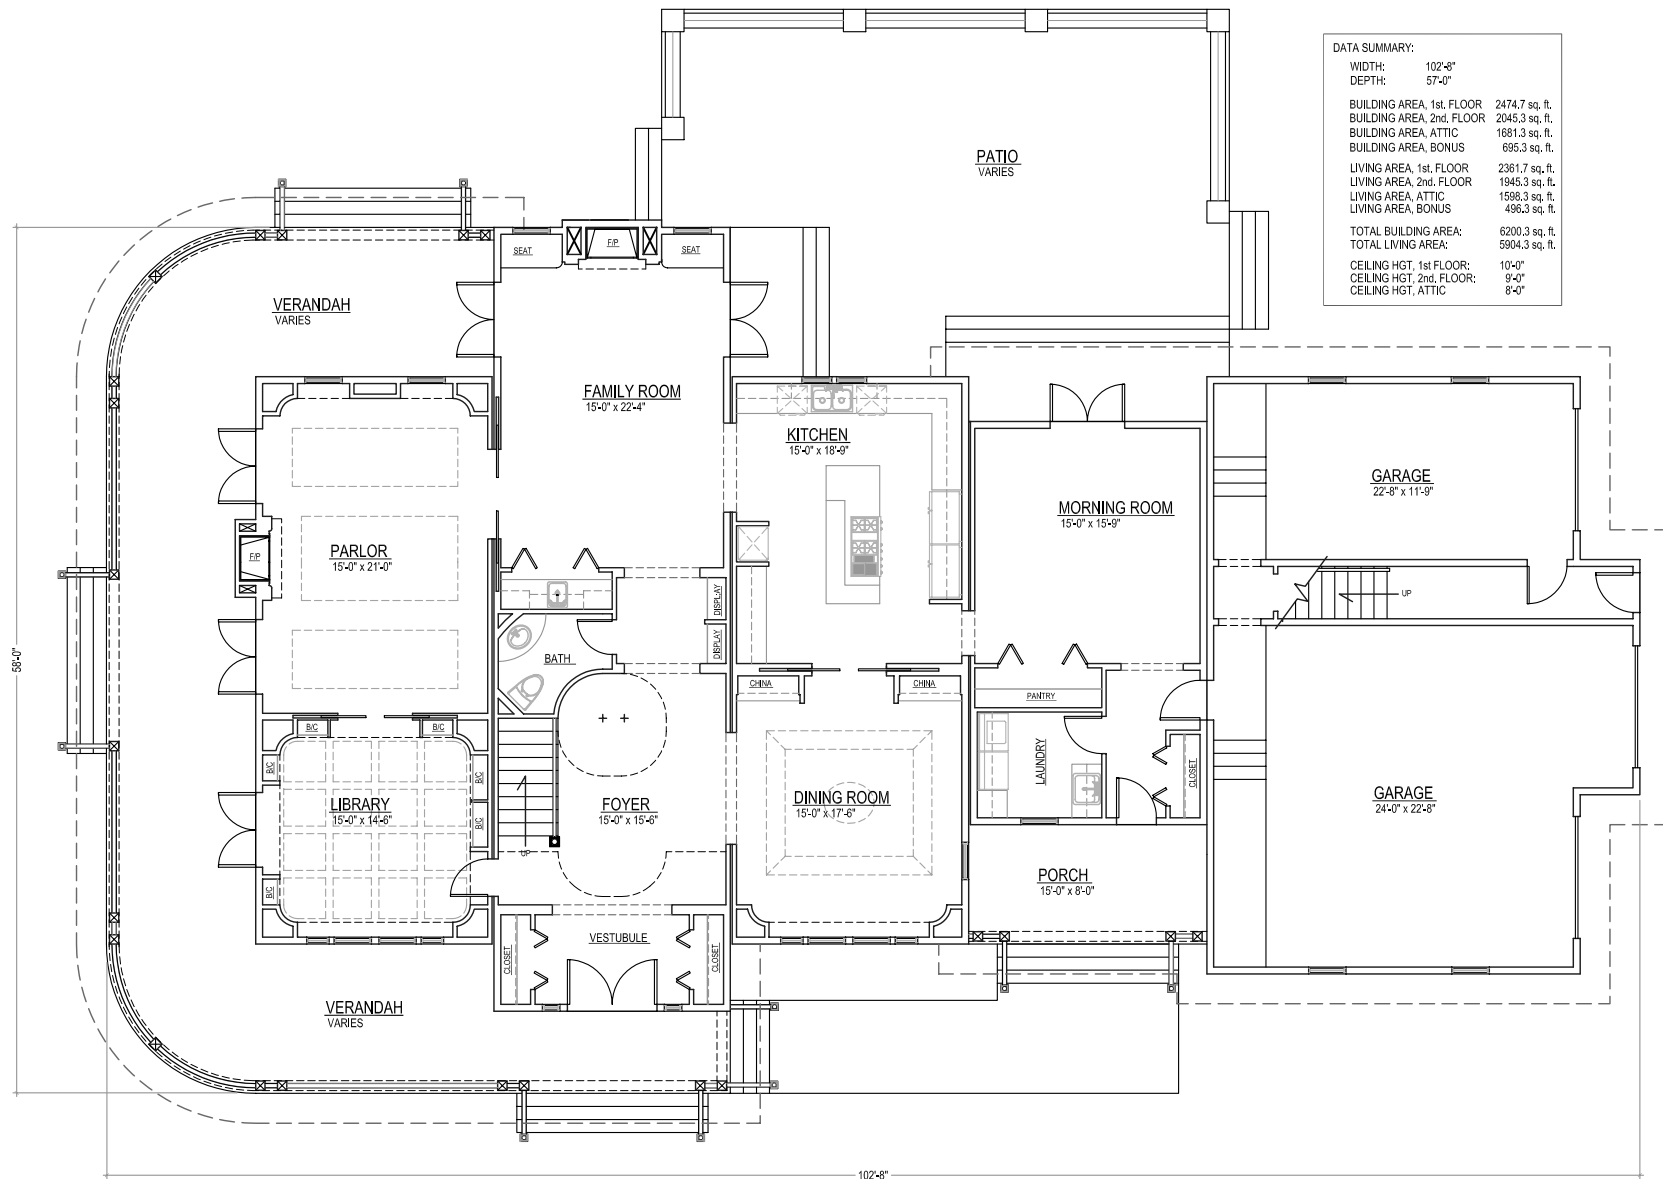 DATA SUMMARY:
WIDTH: 102'-8"
DEPTH: 57'-0"
BUILDING AREA, 1st. FLOOR 2474.7 sq. ft.
BUILDING AREA, 2nd. FLOOR 2045.3 sq. ft.
BUILDING AREA, ATTIC 1681.3 sq. ft.
BUILDING AREA, BONUS 695.3 sq. ft.
LIVING AREA, 1st. FLOOR 2361.7 sq. ft.
LIVING AREA, 2nd. FLOOR 1945.3 sq. ft.
LIVING AREA, ATTIC 1598.3 sq. ft.
LIVING AREA, BONUS 496.3 sq. ft.
TOTAL BUILDING AREA: 6200.3 sq. ft.
TOTAL LIVING AREA: 5904.3 sq. ft.
CEILING HGT, 1st FLOOR: 10'-0"
CEILING HGT, 2nd. FLOOR: 9'-0"
CEILING HGT, ATTIC 8'-0"
PATIO
VARIES
SEAT
F/P
SEAT
VERANDAH
VARIES
FAMILY ROOM
15'-0" x 22'-4"
KITCHEN
15'-0" x 18'-9"
GARAGE
22'-8" x 11'-9"
MORNING ROOM
15'-0" x 15'-9"
F/P
PARLOR
15'-0" x 21'-0"
UP
DISPLAY
DISPLAY
BATH
58'-0"
CHINA
CHINA
PANTRY
B/C
B/C
LAUNDRY
CLOSET
B/C
B/C
LIBRARY
15'-0" x 14'-6"
FOYER
15'-0" x 15'-6"
DINING ROOM
15'-0" x 17'-6"
GARAGE
24'-0" x 22'-8"
B/C
UP
B/C
PORCH
15'-0" x 8'-0"
CLOSET
VESTUBULE
CLOSET
VERANDAH
VARIES
102'-8"